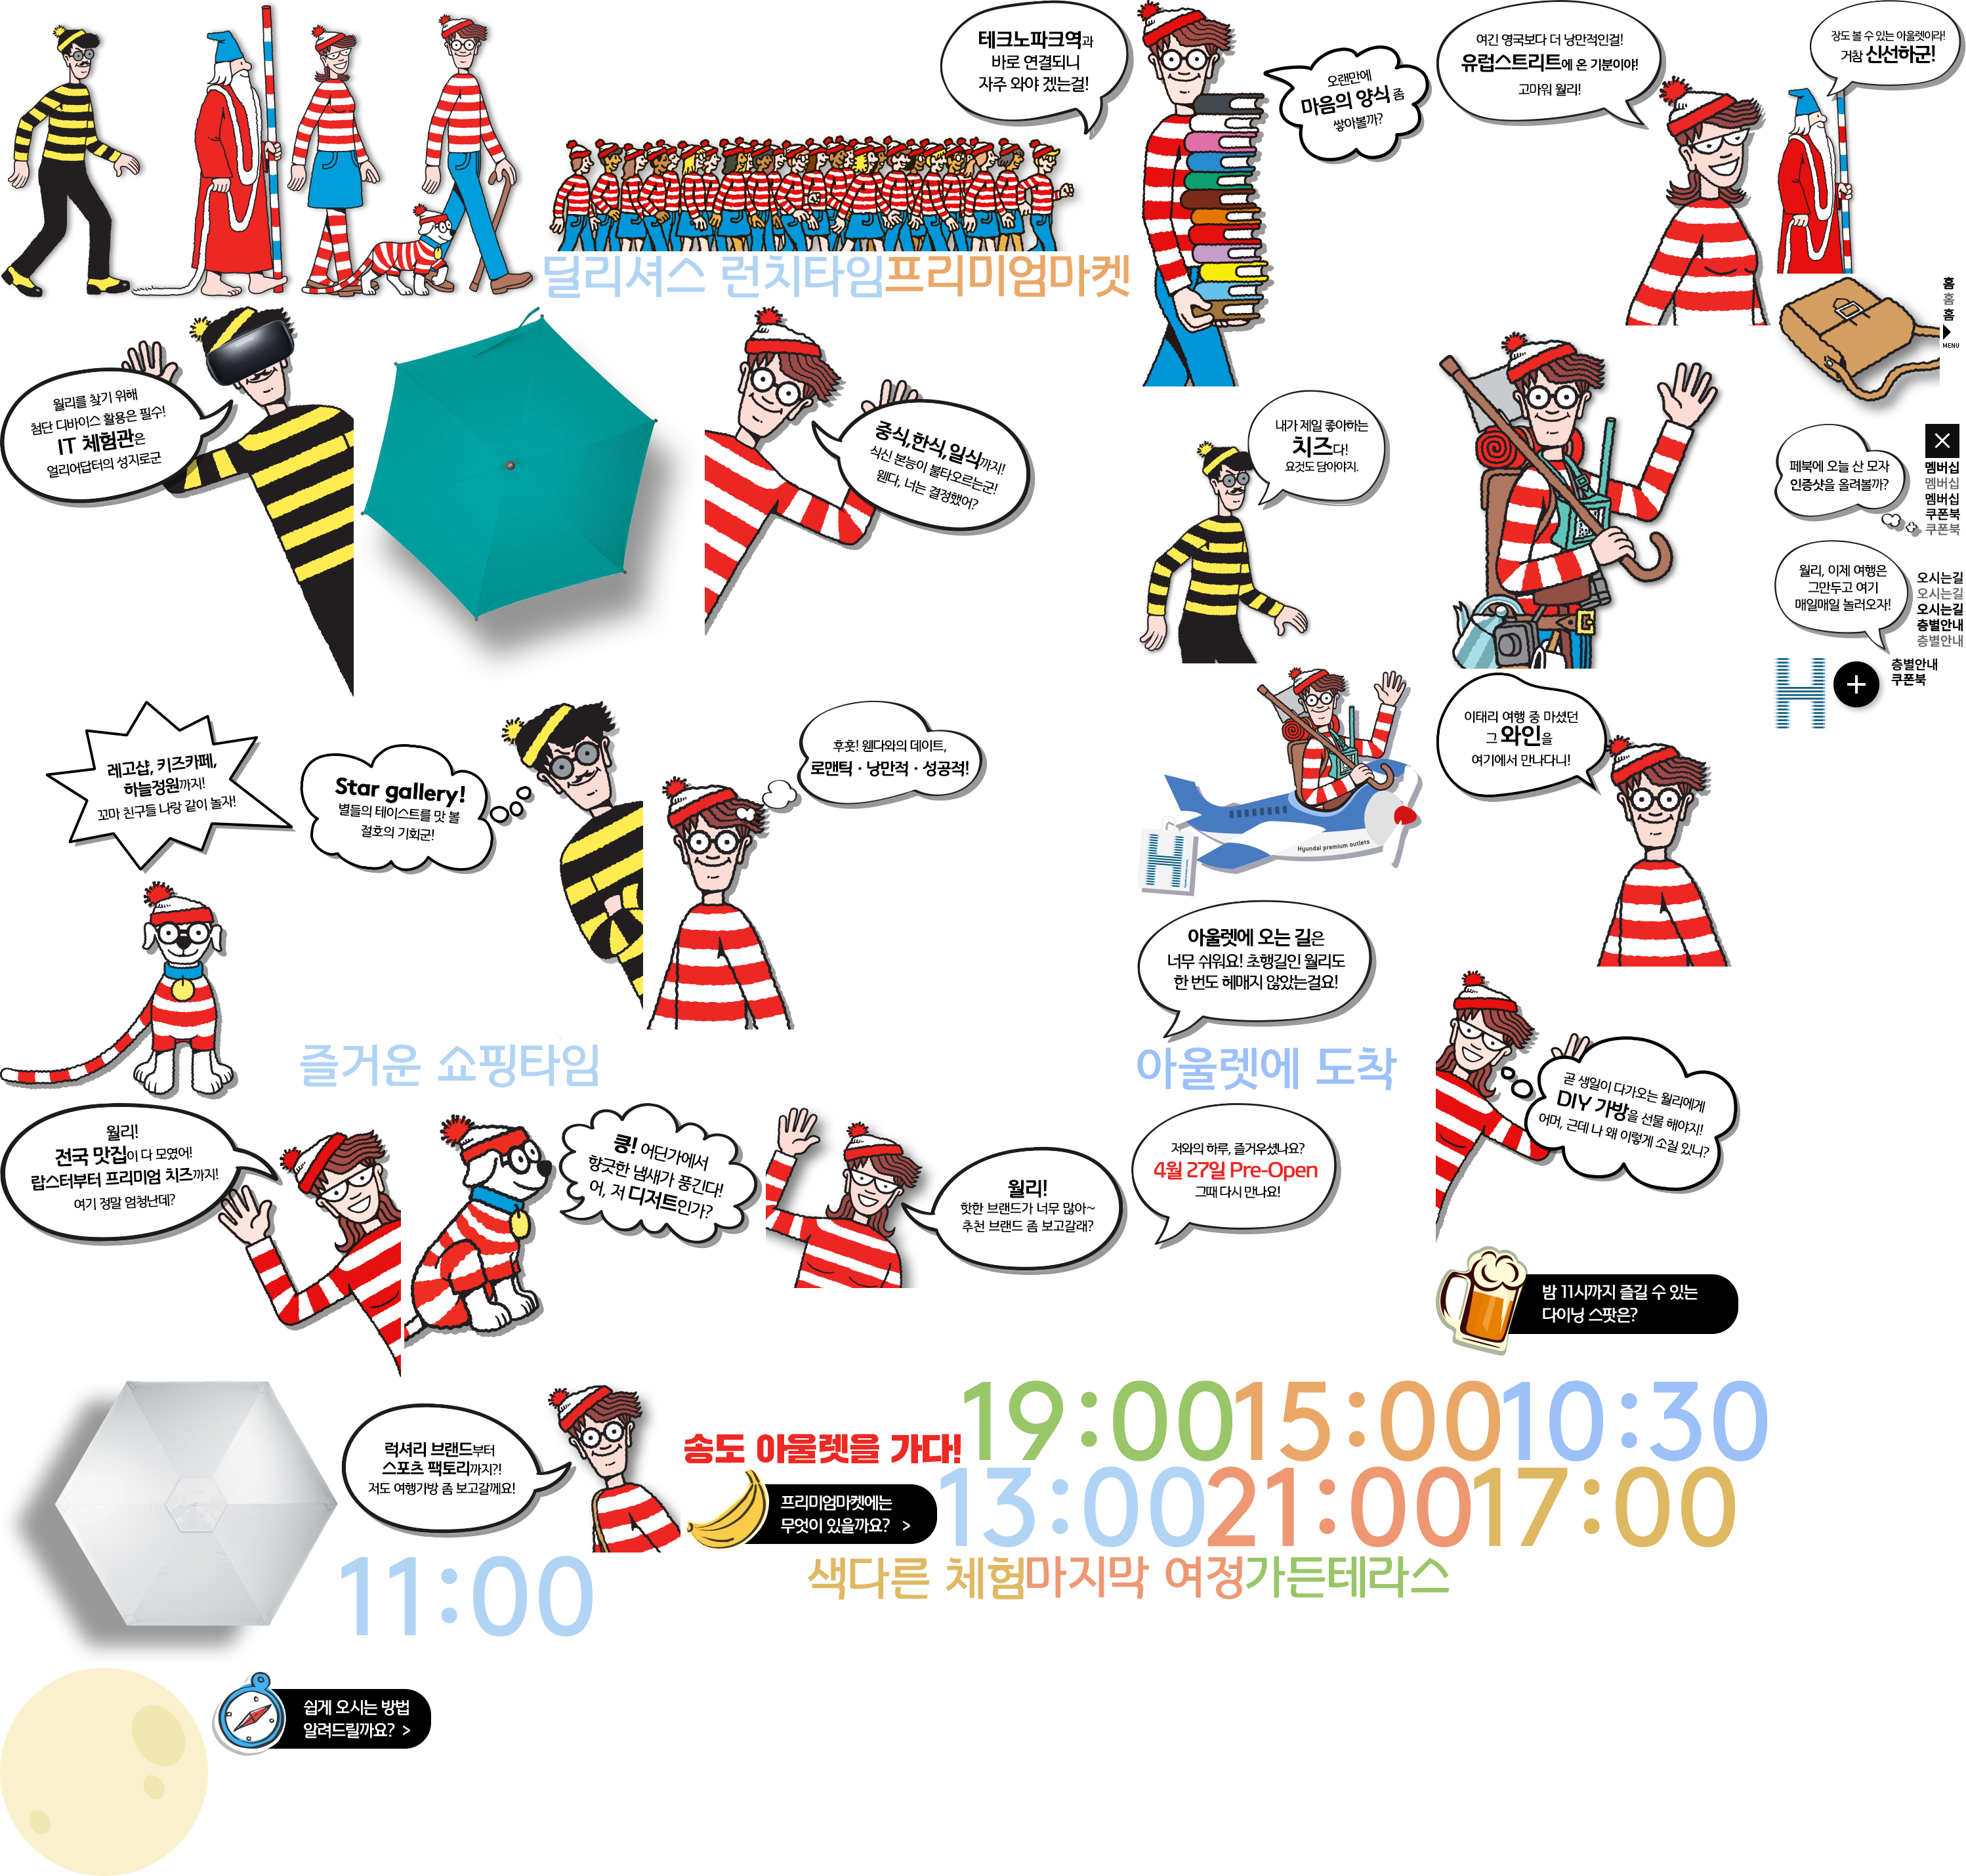 테크노파크역과
바로 연결되니
자주 와야 겠는걸!
오랜만에
마음의 양식 좀
쌓아볼까?
여긴 영국보다 더 낭만적인걸!
유럽스트리트에 온 기분이야!
고마워 월리!
장도 볼 수 있는 아울렛이라!
거참 신선하군!
딜리셔스 런치타임
프리미엄마켓
홈
홈
홈
MENU
월리를 찾기 위해
첨단 디바이스 활용은 필수!
IT 체험관은
얼리어답터의 성지로군
중식,한식,일식까지!
식신 본능이 불타오르는군!
웬다, 너는 결정했어?
내가 제일 좋아하는
치즈다!
요것도 담아야지.
페북에 오늘 산 모자
인증샷을 올려볼까?
멤버십
멤버십
멤버십
쿠폰북
쿠폰북
월리, 이제 여행은
그만두고 여기
매일매일 놀러오자!
오시는길
오시는길
오시는길
층별안내
층별안내
층별안내
쿠폰북
H
레고샵, 키즈카페,
하늘정원까지!
꼬마 친구들 나랑 같이 놀자!
Star gallery!
별들의 테이스트를 맛 볼
절호의 기회군!
후훗! 웬다와의 데이트,
로맨틱 · 낭만적 · 성공적!
Hyundai premium outlets
H
이태리 여행 중 마셨던
그 와인을
여기에서 만나다니!
아울렛에 오는 길은
너무 쉬워요! 초행길인 월리도
한 번도 헤매지 않았는걸요!
즐거운 쇼핑타임
아울렛에 도착
곧 생일이 다가오는 월리에게
DIY 가방을 선물 해야지!
어머, 근데 나 왜 이렇게 소질 있니?
월리!
전국 맛집이 다 모였어!
랍스터부터 프리미엄 치즈까지!
여기 정말 엄청난데?
킁! 어딘가에서
향긋한 냄새가 풍긴다!
어, 저 디저트인가?
월리!
핫한 브랜드가 너무 많아~
추천 브랜드 좀 보고갈래?
저와의 하루, 즐거우셨나요?
4월 27일 Pre-Open
그때 다시 만나요!
밤 11시까지 즐길 수 있는
다이닝 스팟은?
럭셔리 브랜드부터
스포츠 팩토리까지?!
저도 여행가방 좀 보고갈게요!
송도 아울렛을 가다!
프리미엄마켓에는
무엇이 있을까요? >
19:00
15:00
10:30
13:00
21:00
17:00
11:00
색다른 체험
마지막 여정
가든테라스
쉽게 오시는 방법
알려드릴까요? >